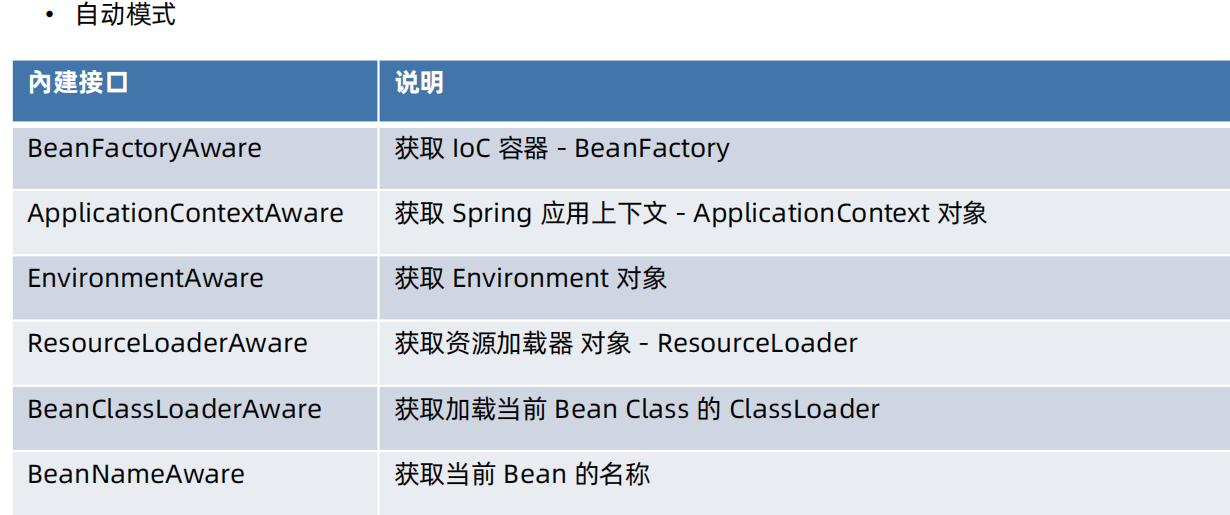 • 自动模式
內建接口 说明
BeanFactoryAware 获取 IoC 容器 - BeanFactory
ApplicationContextAware 获取 Spring 应用上下文 - ApplicationContext 对象
EnvironmentAware 获取 Environment 对象
ResourceLoaderAware 获取资源加载器 对象 - ResourceLoader
BeanClassLoaderAware 获取加载当前 Bean Class 的 ClassLoader
BeanNameAware 获取当前 Bean 的名称